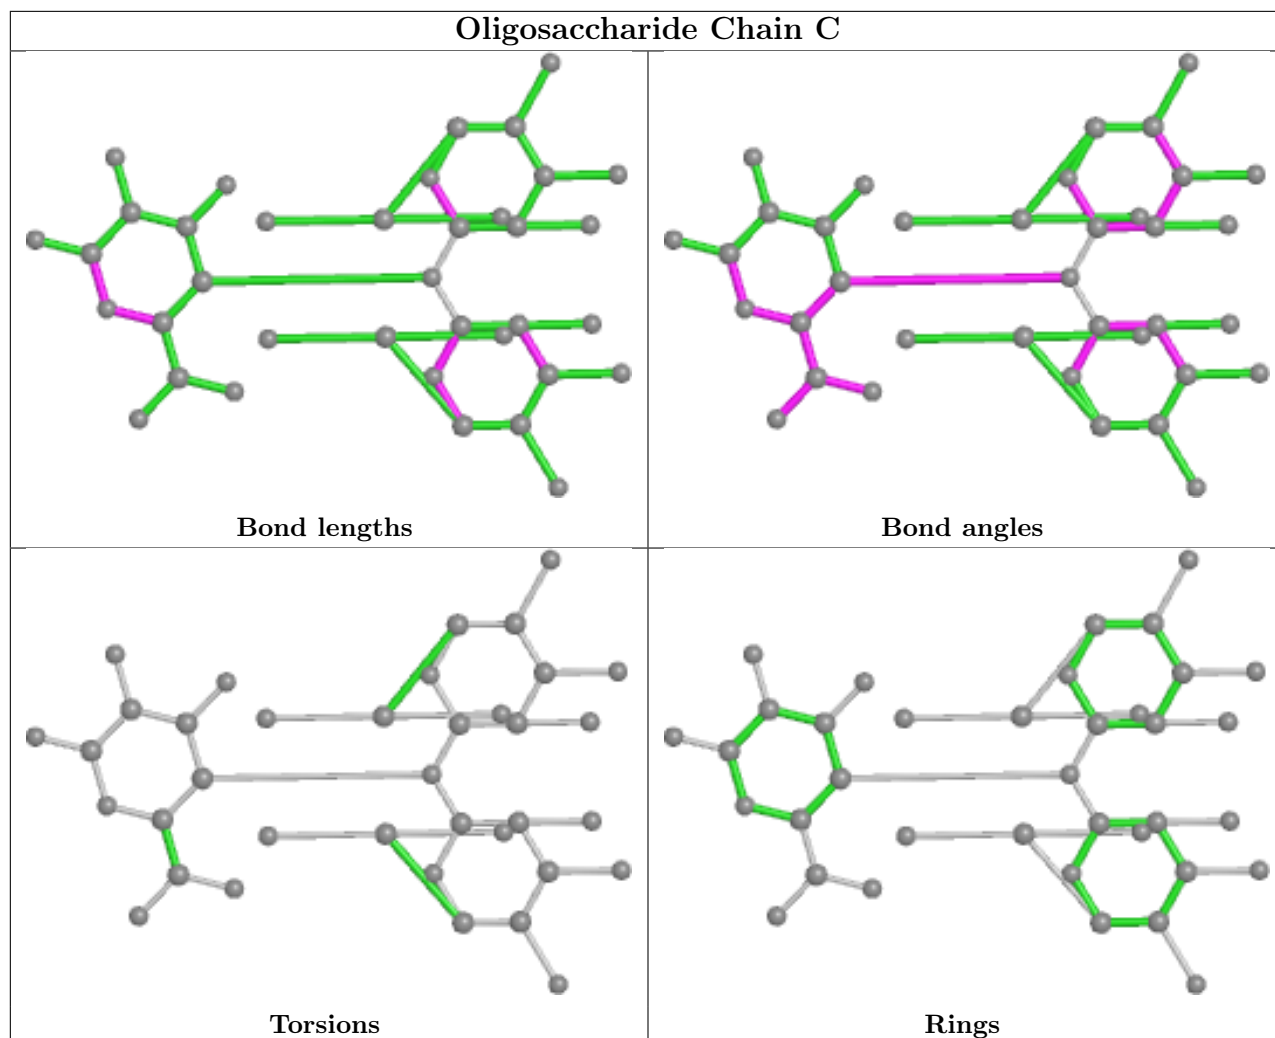 Oligosaccharide Chain C
Bond lengths
Bond angles
Torsions
Rings